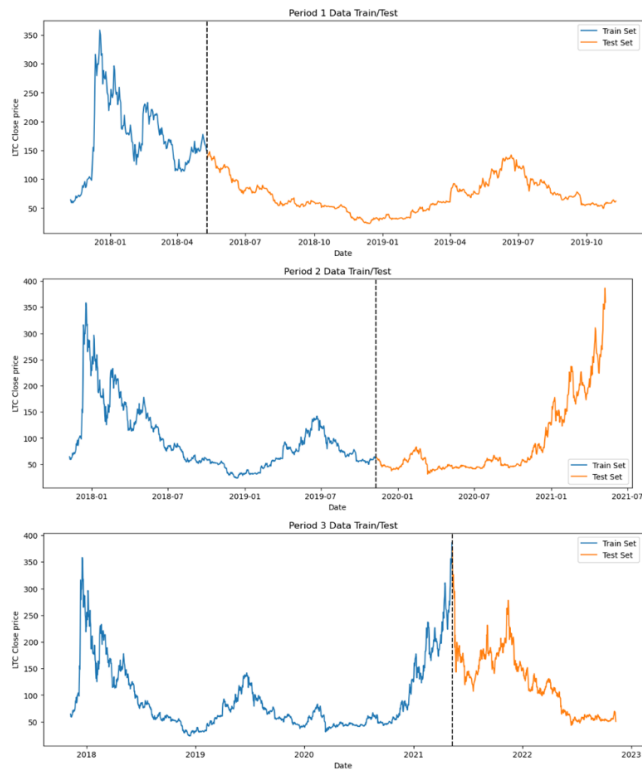 Period 1 Data Train/Test
Train Set
Test Set
350
300
250
200
150
100
50
LTC Close price
2018-01 2018-04 2018-07 2018-10 2019-01 2019-04 2019-07 2019-10
Date
Period 2 Data Train/Test
Train Set
Test Set
400
350
300
250
200
150
100
50
LTC Close price
2018-01 2018-07 2019-01 2019-07 2020-01 2020-07 2021-01 2021-07
Date
Period 3 Data Train/Test
Train Set
Test Set
400
350
300
250
200
150
100
50
LTC Close price
2018 2019 2020 2021 2022 2023
Date